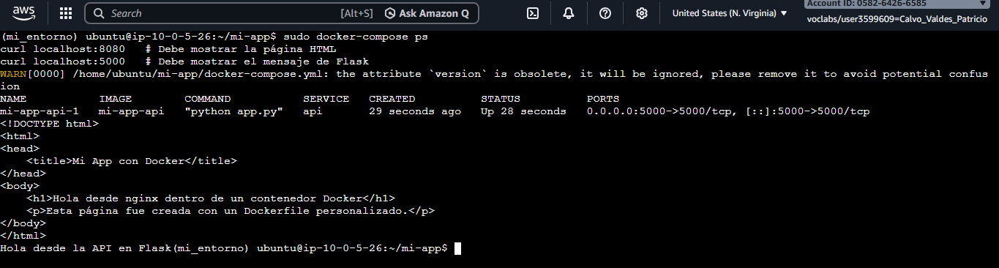 aws
Search [Alt+S] Ask Amazon Q United States (N. Virginia) Account ID: 0582-6426-6585
voclabs/user3599609=Calvo_Valdes_Patricio
(mi_entorno) ubuntu@ip-10-0-5-26:~/mi-app$ sudo docker-compose ps
curl localhost:8080   # Debe mostrar la página HTML
curl localhost:5000   # Debe mostrar el mensaje de Flask
WARN[0000] /home/ubuntu/mi-app/docker-compose.yml: the attribute `version` is obsolete, it will be ignored, please remove it to avoid potential confus
ion
NAME           IMAGE        COMMAND           SERVICE   CREATED          STATUS          PORTS
mi-app-api-1   mi-app-api   "python app.py"   api       29 seconds ago   Up 28 seconds   0.0.0.0:5000->5000/tcp, [::]:5000->5000/tcp
<!DOCTYPE html>
<html>
<head>
    <title>Mi App con Docker</title>
</head>
<body>
    <h1>Hola desde nginx dentro de un contenedor Docker</h1>
    <p>Esta página fue creada con un Dockerfile personalizado.</p>
</body>
</html>
Hola desde la API en Flask(mi_entorno) ubuntu@ip-10-0-5-26:~/mi-app$